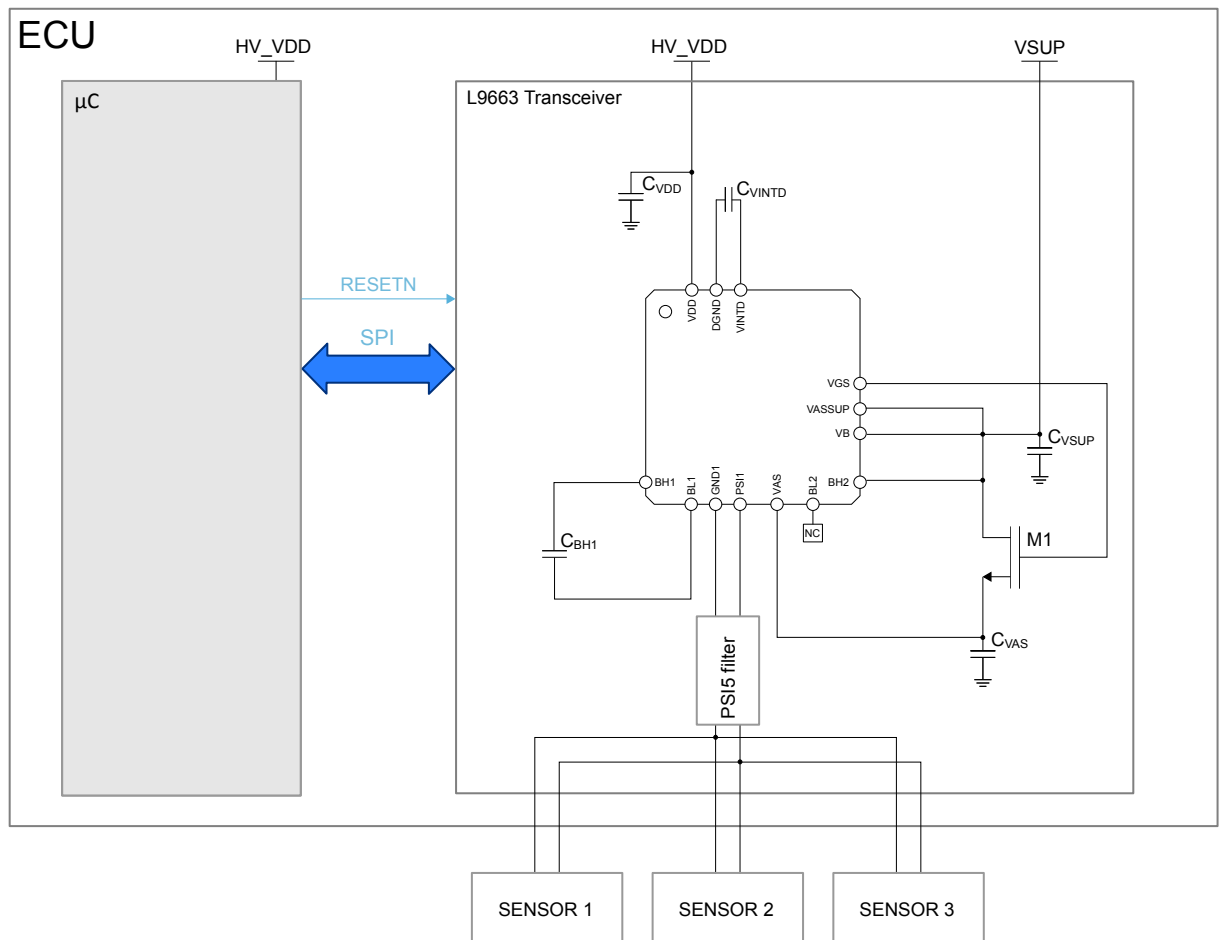 ECU
HV_VDD
HV_VDD
VSUP
µC
L9663 Transceiver
CVDD
CVINTD
RESETN
SPI
VDD
DGND
VINTD
VGS
VASSUP
VB
CVSUP
BH1
BL1
GND1
PSI1
VAS
BL2
BH2
NC
M1
CBH1
PSI5 filter
CVAS
SENSOR 1
SENSOR 2
SENSOR 3